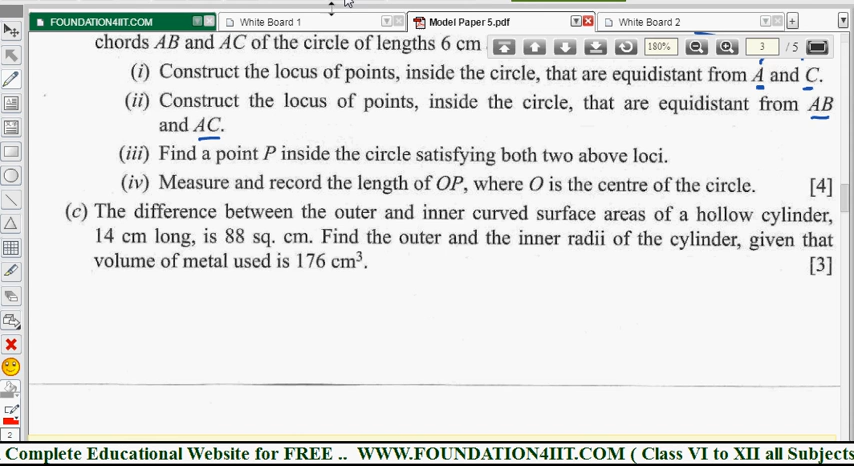 FOUNDATION4IIT.COM
White Board 1
Model Paper 5.pdf
White Board 2
180%
3
/ 5
chords AB and AC of the circle of lengths 6 cm
(i) Construct the locus of points, inside the circle, that are equidistant from A and C.
(ii) Construct the locus of points, inside the circle, that are equidistant from AB
and AC.
(iii) Find a point P inside the circle satisfying both two above loci.
(iv) Measure and record the length of OP, where O is the centre of the circle. [4]
(c) The difference between the outer and inner curved surface areas of a hollow cylinder,
14 cm long, is 88 sq. cm. Find the outer and the inner radii of the cylinder, given that
volume of metal used is 176 cm³. [3]
2
Complete Educational Website for FREE .. WWW.FOUNDATION4IIT.COM ( Class VI to XII all Subjects